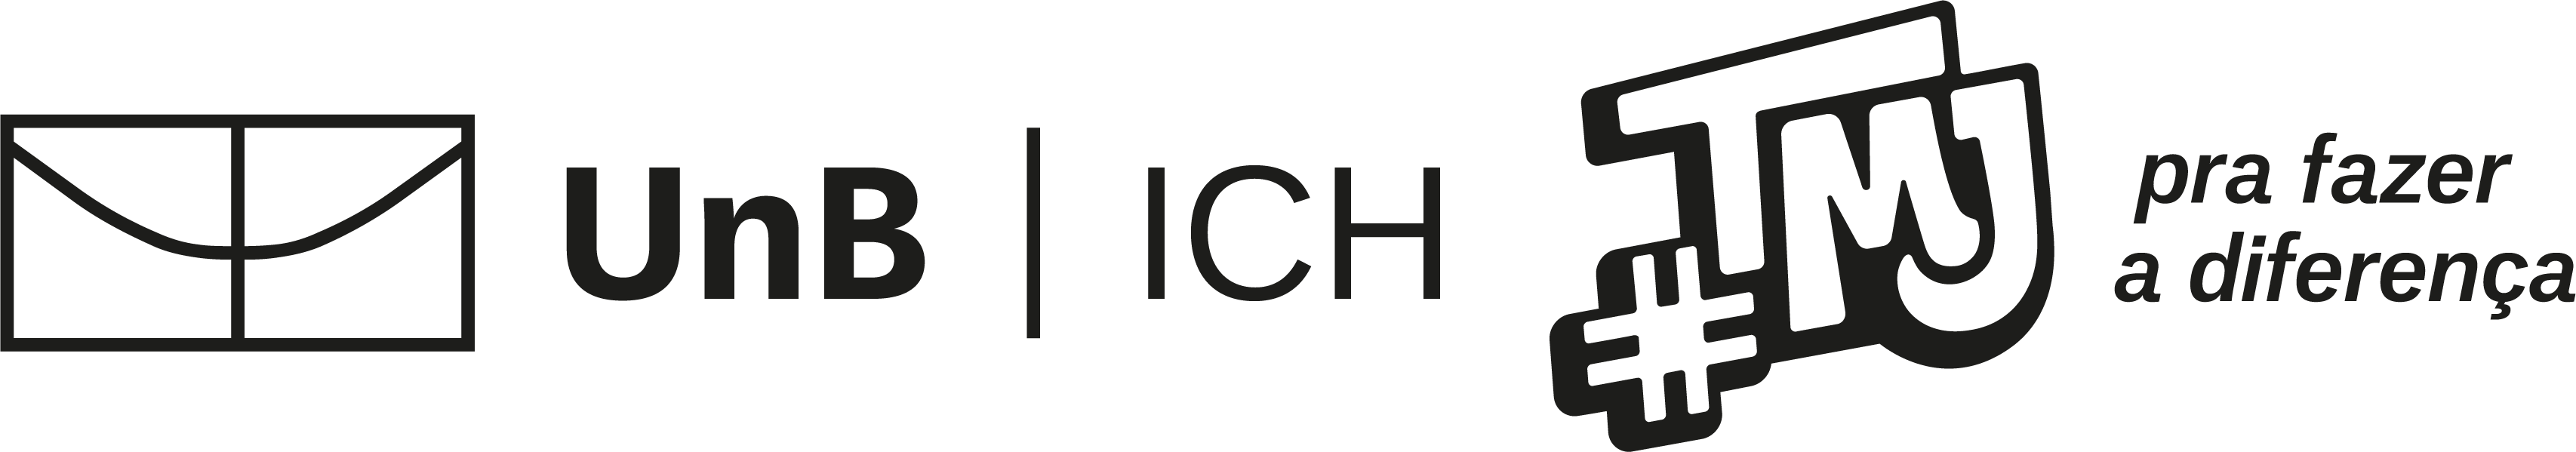 UnB | ICH
#TMJ
pra fazer
a diferença